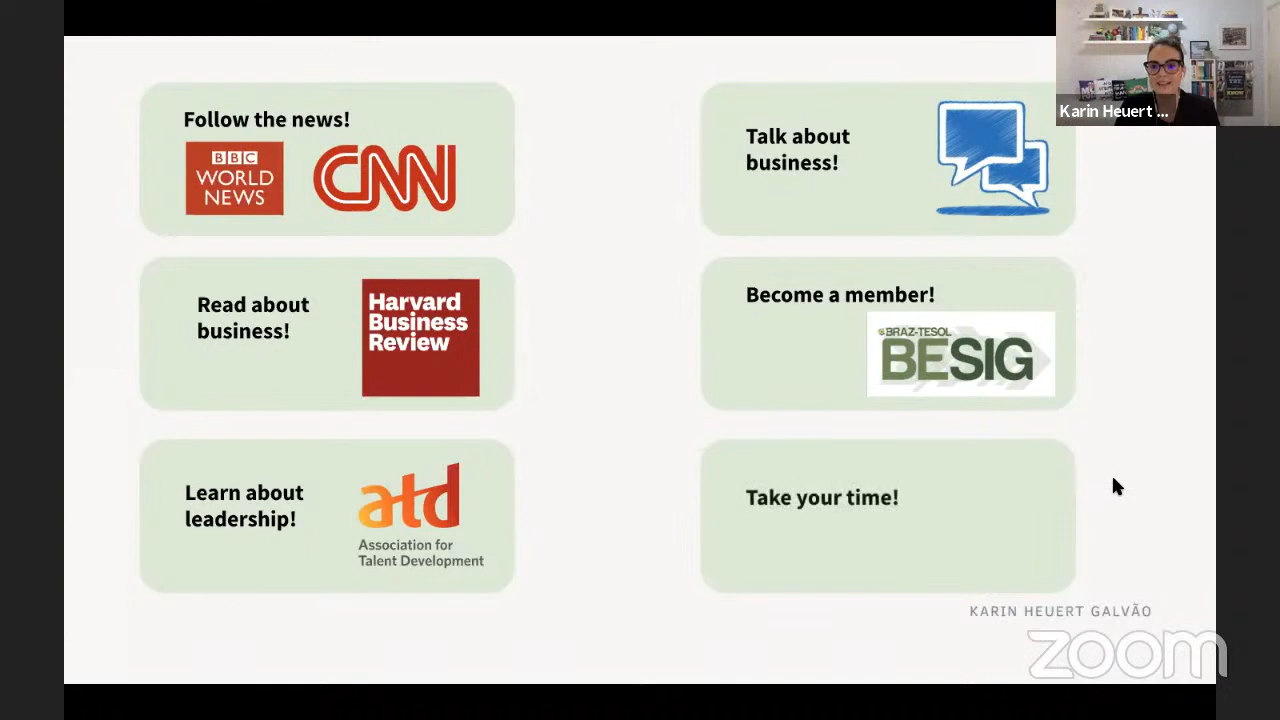 Follow the news!
BBC
WORLD
NEWS
CNN
Read about
business!
Harvard
Business
Review
Learn about
leadership!
atd
Association for
Talent Development
Talk about
business!
Become a member!
BRAZ-TESOL
BESIG
Take your time!
KARIN HEUERT GALVÃO
zoom
Karin Heuert ...
KNOW